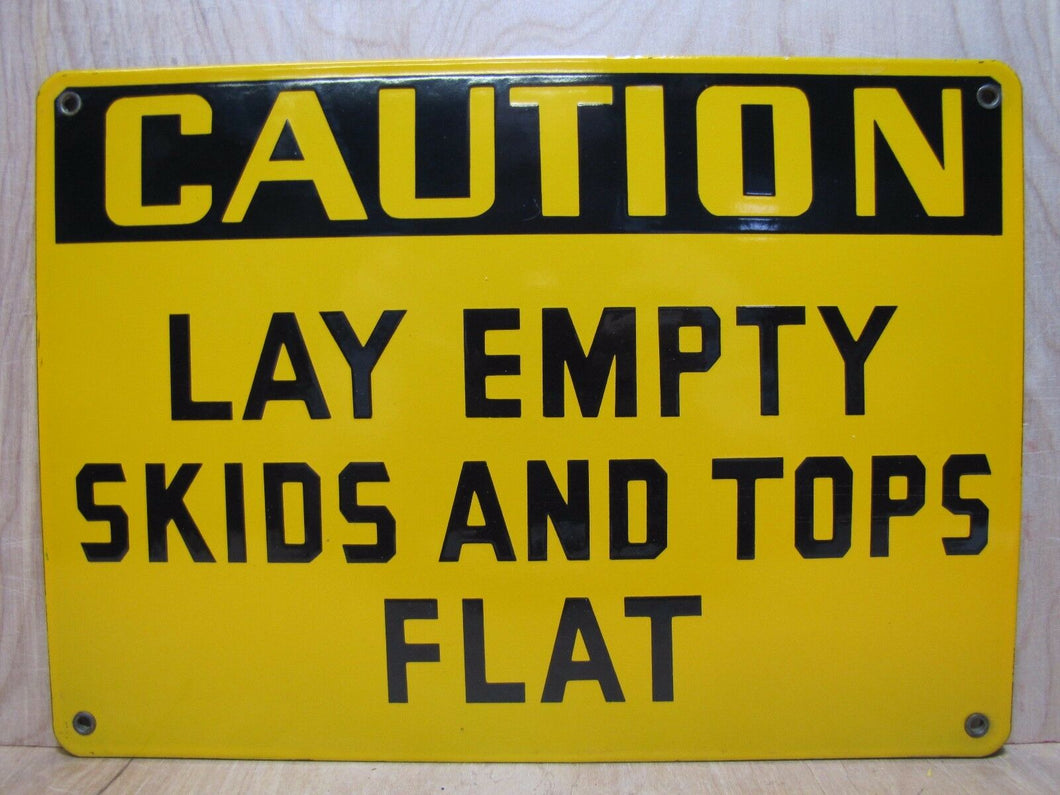 CAUTION
LAY EMPTY
SKIDS AND TOPS
FLAT